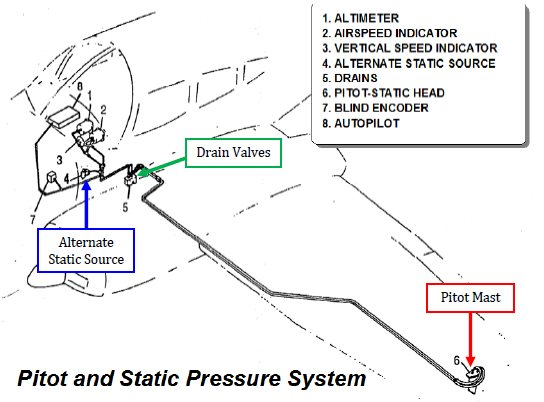 1. ALTIMETER
2. AIRSPEED INDICATOR
3. VERTICAL SPEED INDICATOR
4. ALTERNATE STATIC SOURCE
5. DRAINS
6. PITOT-STATIC HEAD
7. BLIND ENCODER
8. AUTOPILOT
8
1
2
3
Drain Valves
4
7
5
Alternate
Static Source
Pitot Mast
6
Pitot and Static Pressure System